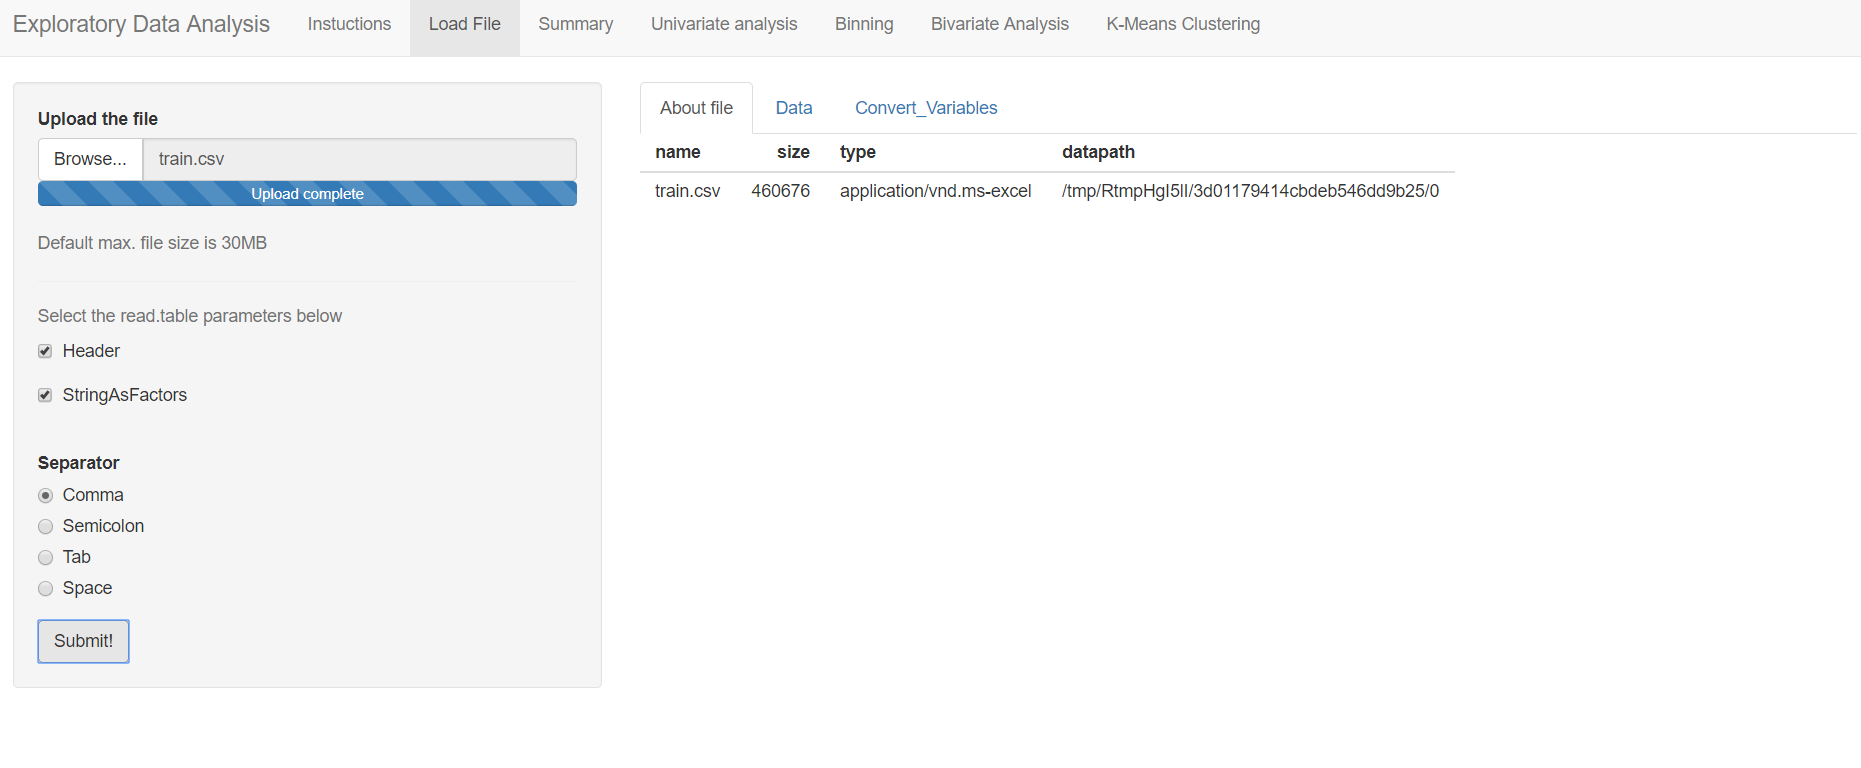 Exploratory Data Analysis Instuctions Load File Summary Univariate analysis Binning Bivariate Analysis K-Means Clustering
Upload the file
Browse... train.csv
Upload complete
Default max. file size is 30MB
Select the read.table parameters below
Header
StringAsFactors
Separator
Comma
Semicolon
Tab
Space
Submit!
About file Data Convert_Variables
name size type datapath
train.csv 460676 application/vnd.ms-excel /tmp/RtmpHgI5lI/3d01179414cbdeb546dd9b25/0